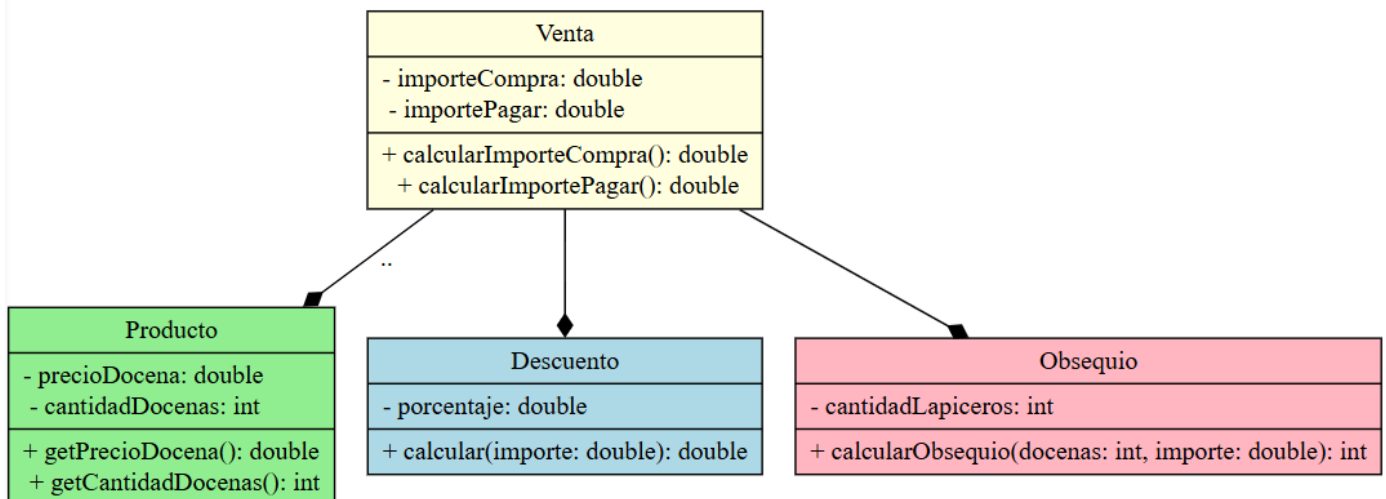 Venta
- importeCompra: double
- importePagar: double
+ calcularImporteCompra(): double
+ calcularImportePagar(): double
..
Producto
- precioDocena: double
- cantidadDocenas: int
+ getPrecioDocena(): double
+ getCantidadDocenas(): int
Descuento
- porcentaje: double
+ calcular(importe: double): double
Obsequio
- cantidadLapiceros: int
+ calcularObsequio(docenas: int, importe: double): int